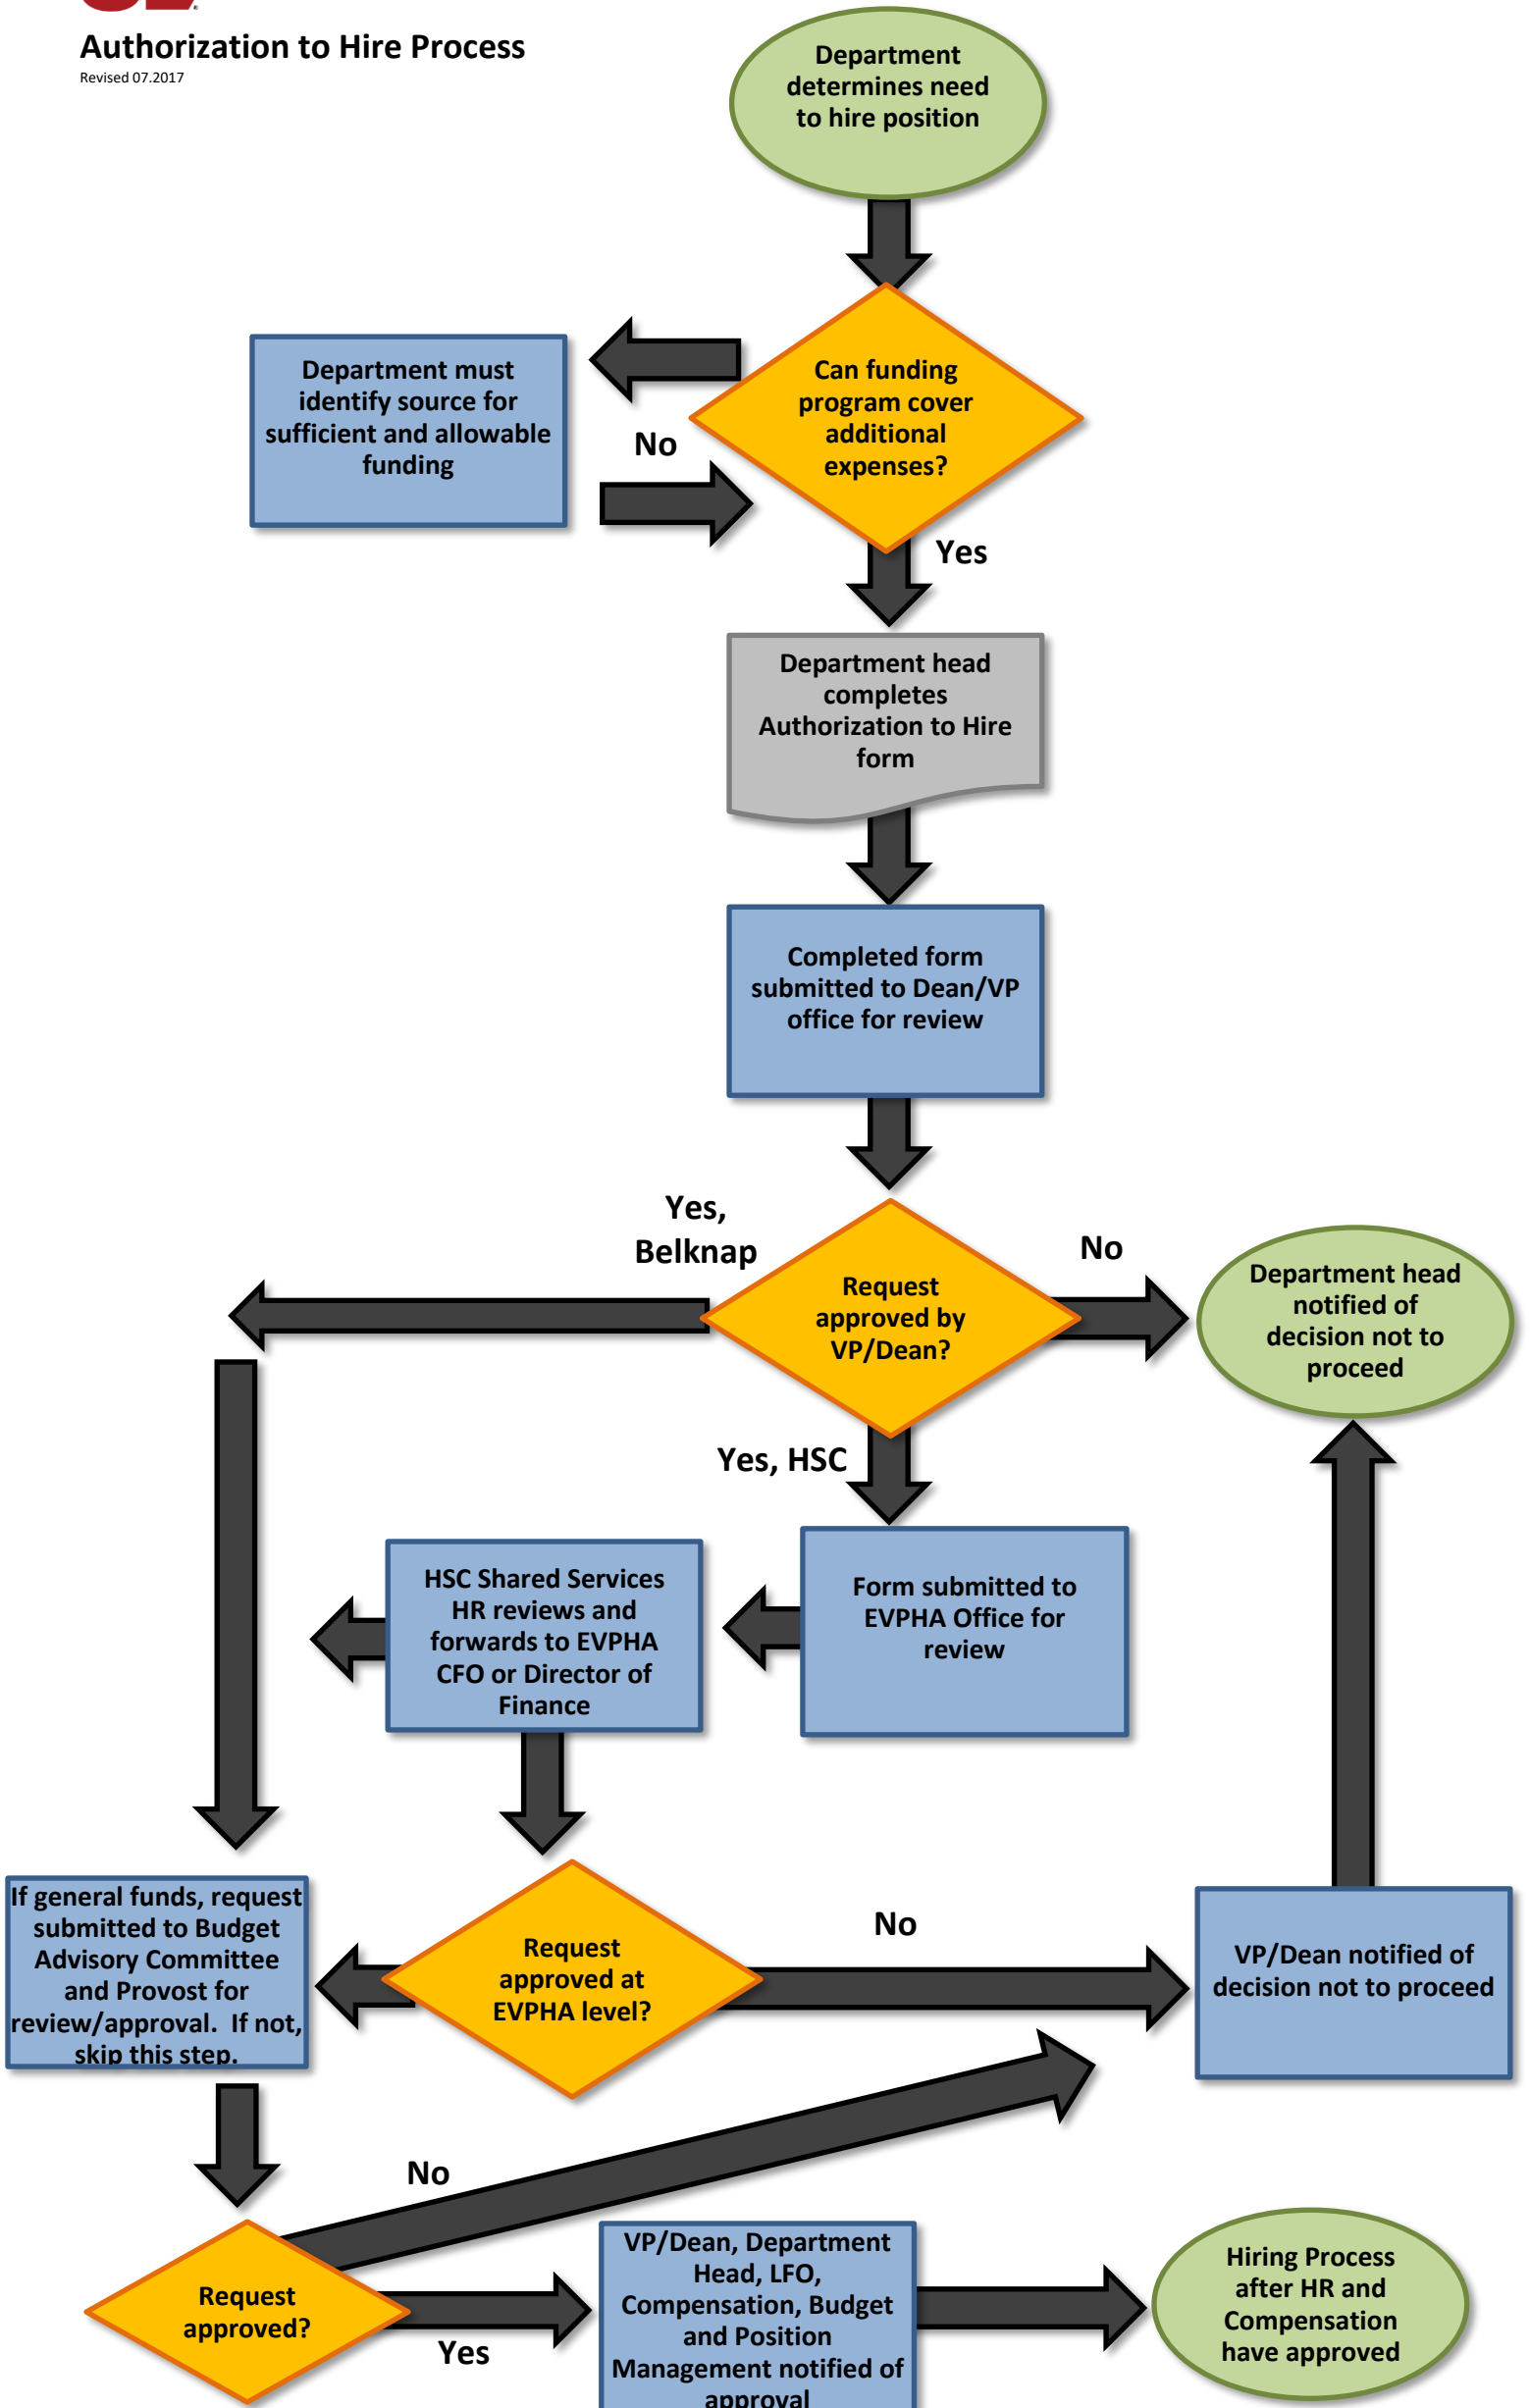 Authorization to Hire Process
Revised 07.2017
Department
determines need
to hire position
Can funding
program cover
additional
expenses?
Department must
identify source for
sufficient and allowable
funding
No
Yes
Department head
completes
Authorization to Hire
form
Completed form
submitted to Dean/VP
office for review
Yes,
Belknap
Request
approved by
VP/Dean?
No
Department head
notified of
decision not to
proceed
Yes, HSC
Form submitted to
EVPHA Office for
review
HSC Shared Services
HR reviews and
forwards to EVPHA
CFO or Director of
Finance
If general funds, request
submitted to Budget
Advisory Committee
and Provost for
review/approval.  If not,
skip this step.
Request
approved at
EVPHA level?
No
VP/Dean notified of
decision not to proceed
No
Request
approved?
Yes
VP/Dean, Department
Head, LFO,
Compensation, Budget
and Position
Management notified of
approval
Hiring Process
after HR and
Compensation
have approved